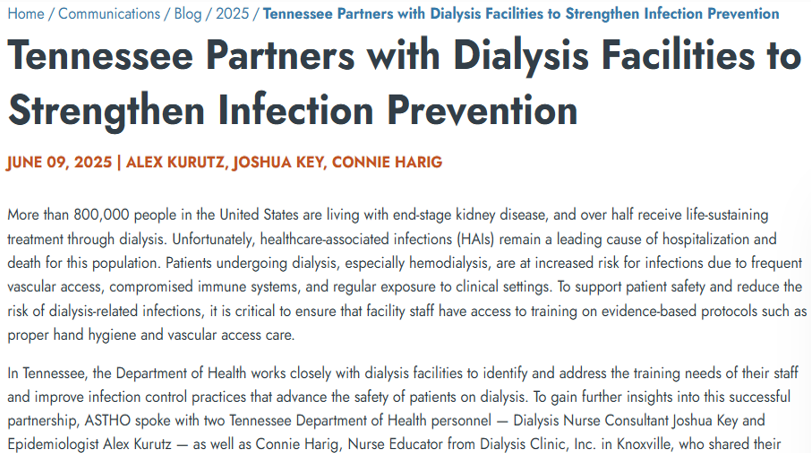 Home / Communications / Blog / 2025 / Tennessee Partners with Dialysis Facilities to Strengthen Infection Prevention
Tennessee Partners with Dialysis Facilities to
Strengthen Infection Prevention
JUNE 09, 2025 | ALEX KURUTZ, JOSHUA KEY, CONNIE HARIG
More than 800,000 people in the United States are living with end-stage kidney disease, and over half receive life-sustaining
treatment through dialysis. Unfortunately, healthcare-associated infections (HAIs) remain a leading cause of hospitalization and
death for this population. Patients undergoing dialysis, especially hemodialysis, are at increased risk for infections due to frequent
vascular access, compromised immune systems, and regular exposure to clinical settings. To support patient safety and reduce the
risk of dialysis-related infections, it is critical to ensure that facility staff have access to training on evidence-based protocols such as
proper hand hygiene and vascular access care.
In Tennessee, the Department of Health works closely with dialysis facilities to identify and address the training needs of their staff
and improve infection control practices that advance the safety of patients on dialysis. To gain further insights into this successful
partnership, ASTHO spoke with two Tennessee Department of Health personnel — Dialysis Nurse Consultant Joshua Key and
Epidemiologist Alex Kurutz — as well as Connie Harig, Nurse Educator from Dialysis Clinic, Inc. in Knoxville, who shared their